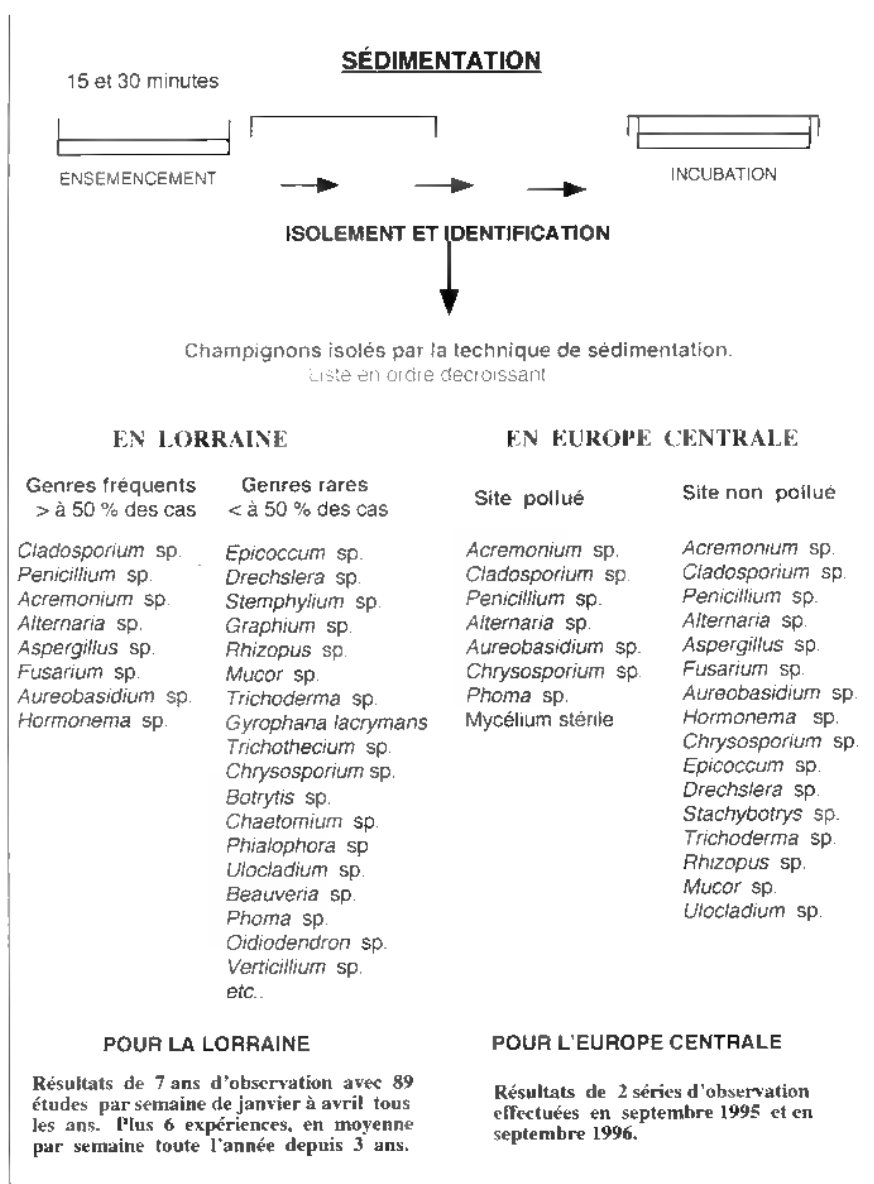 SÉDIMENTATION
15 et 30 minutes
ENSEMENCEMENT
INCUBATION
ISOLEMENT ET IDENTIFICATION
Champignons isolés par la technique de sédimentation.
Liste en ordre decroissant
EN LORRAINE
Genres fréquents
> à 50 % des cas
Cladosporium sp.
Penicillium sp.
Acremonium sp.
Alternaria sp.
Aspergillus sp.
Fusarium sp.
Aureobasidium sp.
Hormonema sp.
Genres rares
< à 50 % des cas
Epicoccum sp.
Drechslera sp.
Stemphylium sp.
Graphium sp.
Rhizopus sp.
Mucor sp.
Trichoderma sp.
Gyrophana lacrymans
Trichothecium sp.
Chrysosporium sp.
Botrytis sp.
Chaetomium sp.
Phialophora sp
Ulocladium sp.
Beauveria sp.
Phoma sp.
Oidiodendron sp.
Verticillium sp.
etc..
EN EUROPE CENTRALE
Site pollué
Acremonium sp.
Cladosporium sp.
Penicillium sp.
Alternaria sp.
Aureobasidium sp.
Chrysosporium sp.
Phoma sp.
Mycélium stérile
Site non pollué
Acremonium sp.
Cladosporium sp.
Penicillium sp.
Alternaria sp.
Aspergillus sp.
Fusarium sp.
Aureobasidium sp.
Hormonema sp.
Chrysosporium sp.
Epicoccum sp.
Drechslera sp.
Stachybotrys sp.
Trichoderma sp.
Rhizopus sp.
Mucor sp.
Ulocladium sp.
POUR LA LORRAINE
Résultats de 7 ans d'observation avec 89
études par semaine de janvier à avril tous
les ans. Plus 6 expériences, en moyenne
par semaine toute l'année depuis 3 ans.
POUR L'EUROPE CENTRALE
Résultats de 2 séries d'observation
effectuées en septembre 1995 et en
septembre 1996.